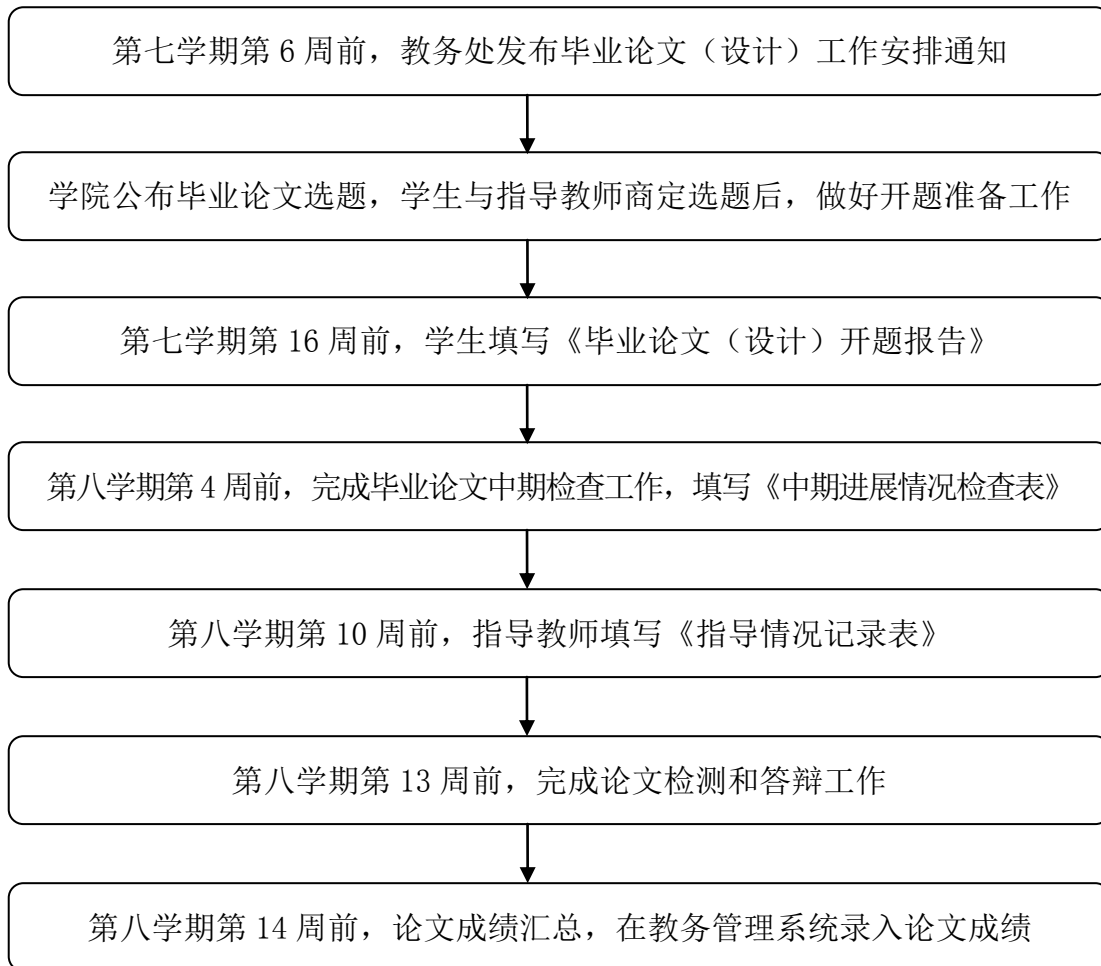 第七学期第 6 周前，教务处发布毕业论文（设计）工作安排通知
学院公布毕业论文选题，学生与指导教师商定选题后，做好开题准备工作
第七学期第 16 周前，学生填写《毕业论文（设计）开题报告》
第八学期第 4 周前，完成毕业论文中期检查工作，填写《中期进展情况检查表》
第八学期第 10 周前，指导教师填写《指导情况记录表》
第八学期第 13 周前，完成论文检测和答辩工作
第八学期第 14 周前，论文成绩汇总，在教务管理系统录入论文成绩